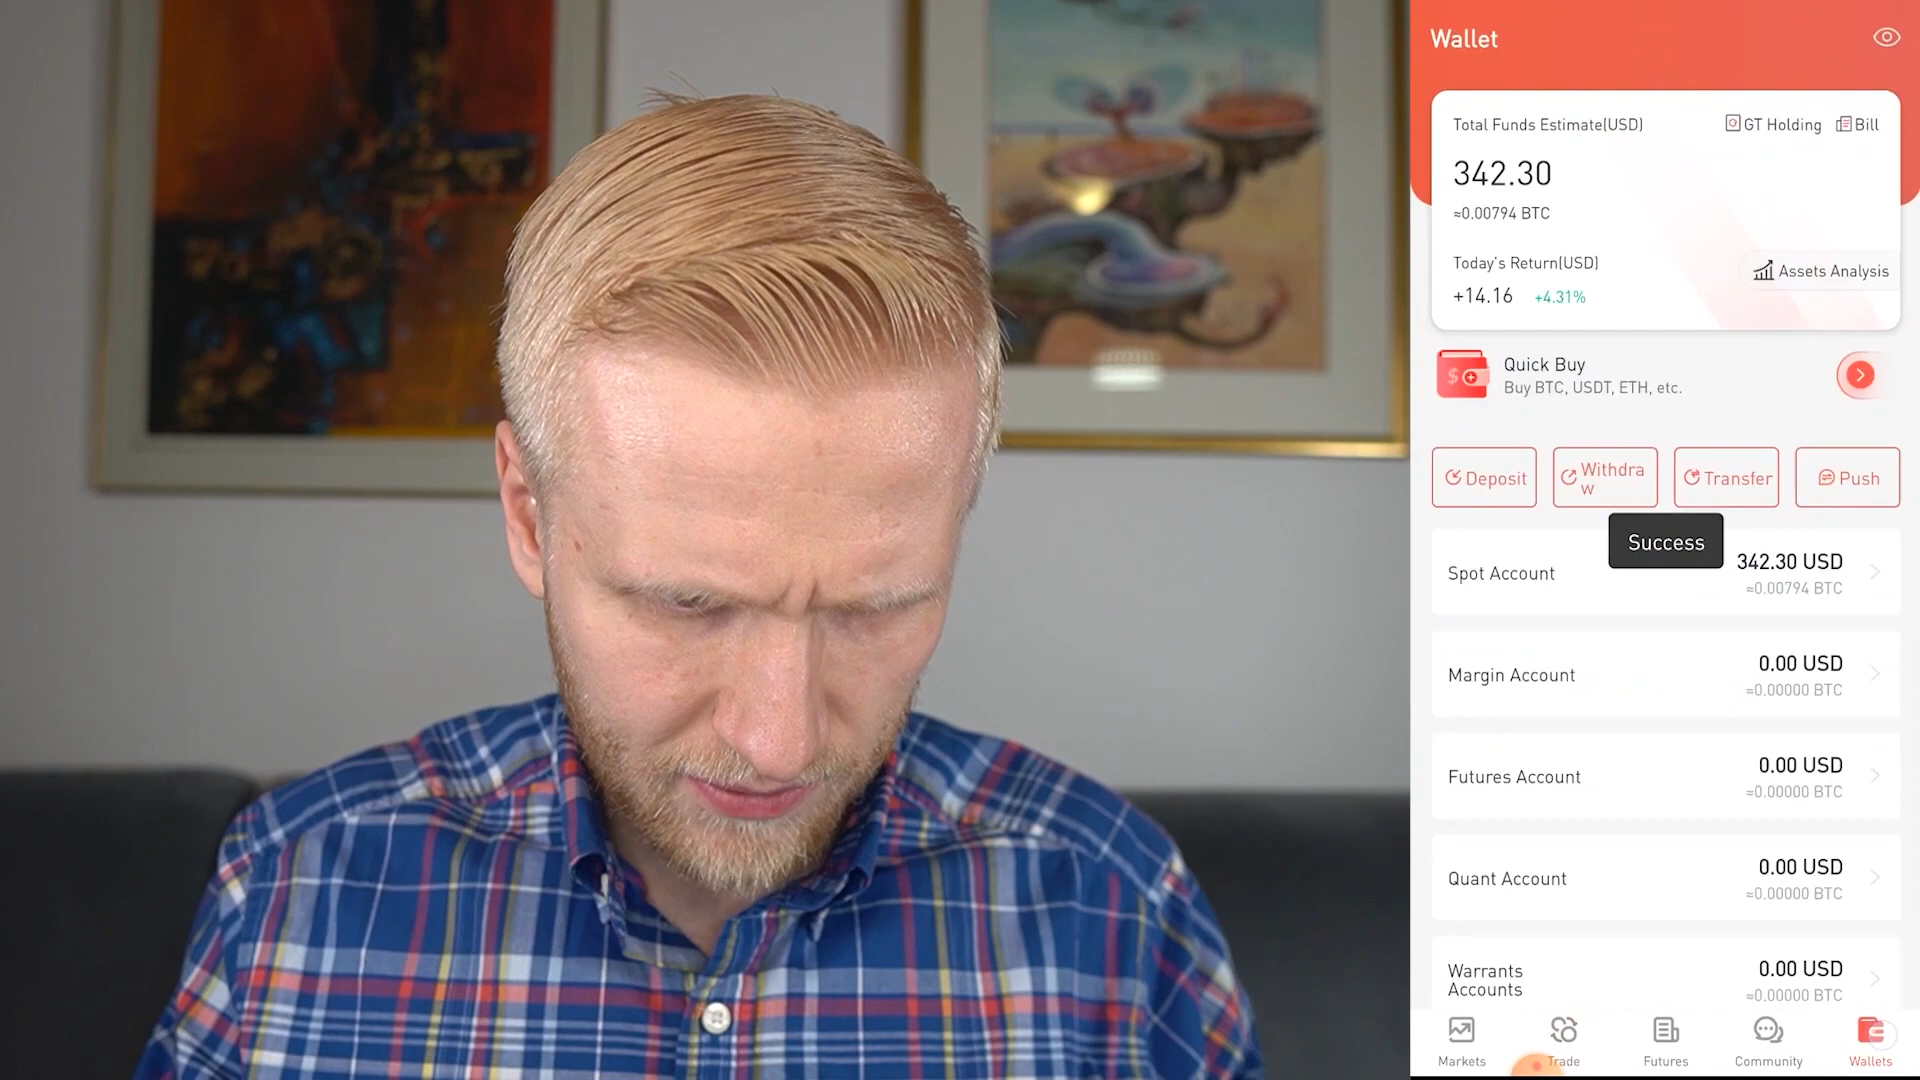 Wallet
Total Funds Estimate(USD)
GT Holding
Bill
342.30
≈0.00794 BTC
Today's Return(USD)
Assets Analysis
+14.16 +4.31%
Quick Buy
Buy BTC, USDT, ETH, etc.
Deposit
Withdra
w
Transfer
Push
Success
Spot Account
342.30 USD
≈0.00794 BTC
Margin Account
0.00 USD
≈0.00000 BTC
Futures Account
0.00 USD
≈0.00000 BTC
Quant Account
0.00 USD
≈0.00000 BTC
Warrants
Accounts
0.00 USD
≈0.00000 BTC
Markets
Trade
Futures
Community
Wallets